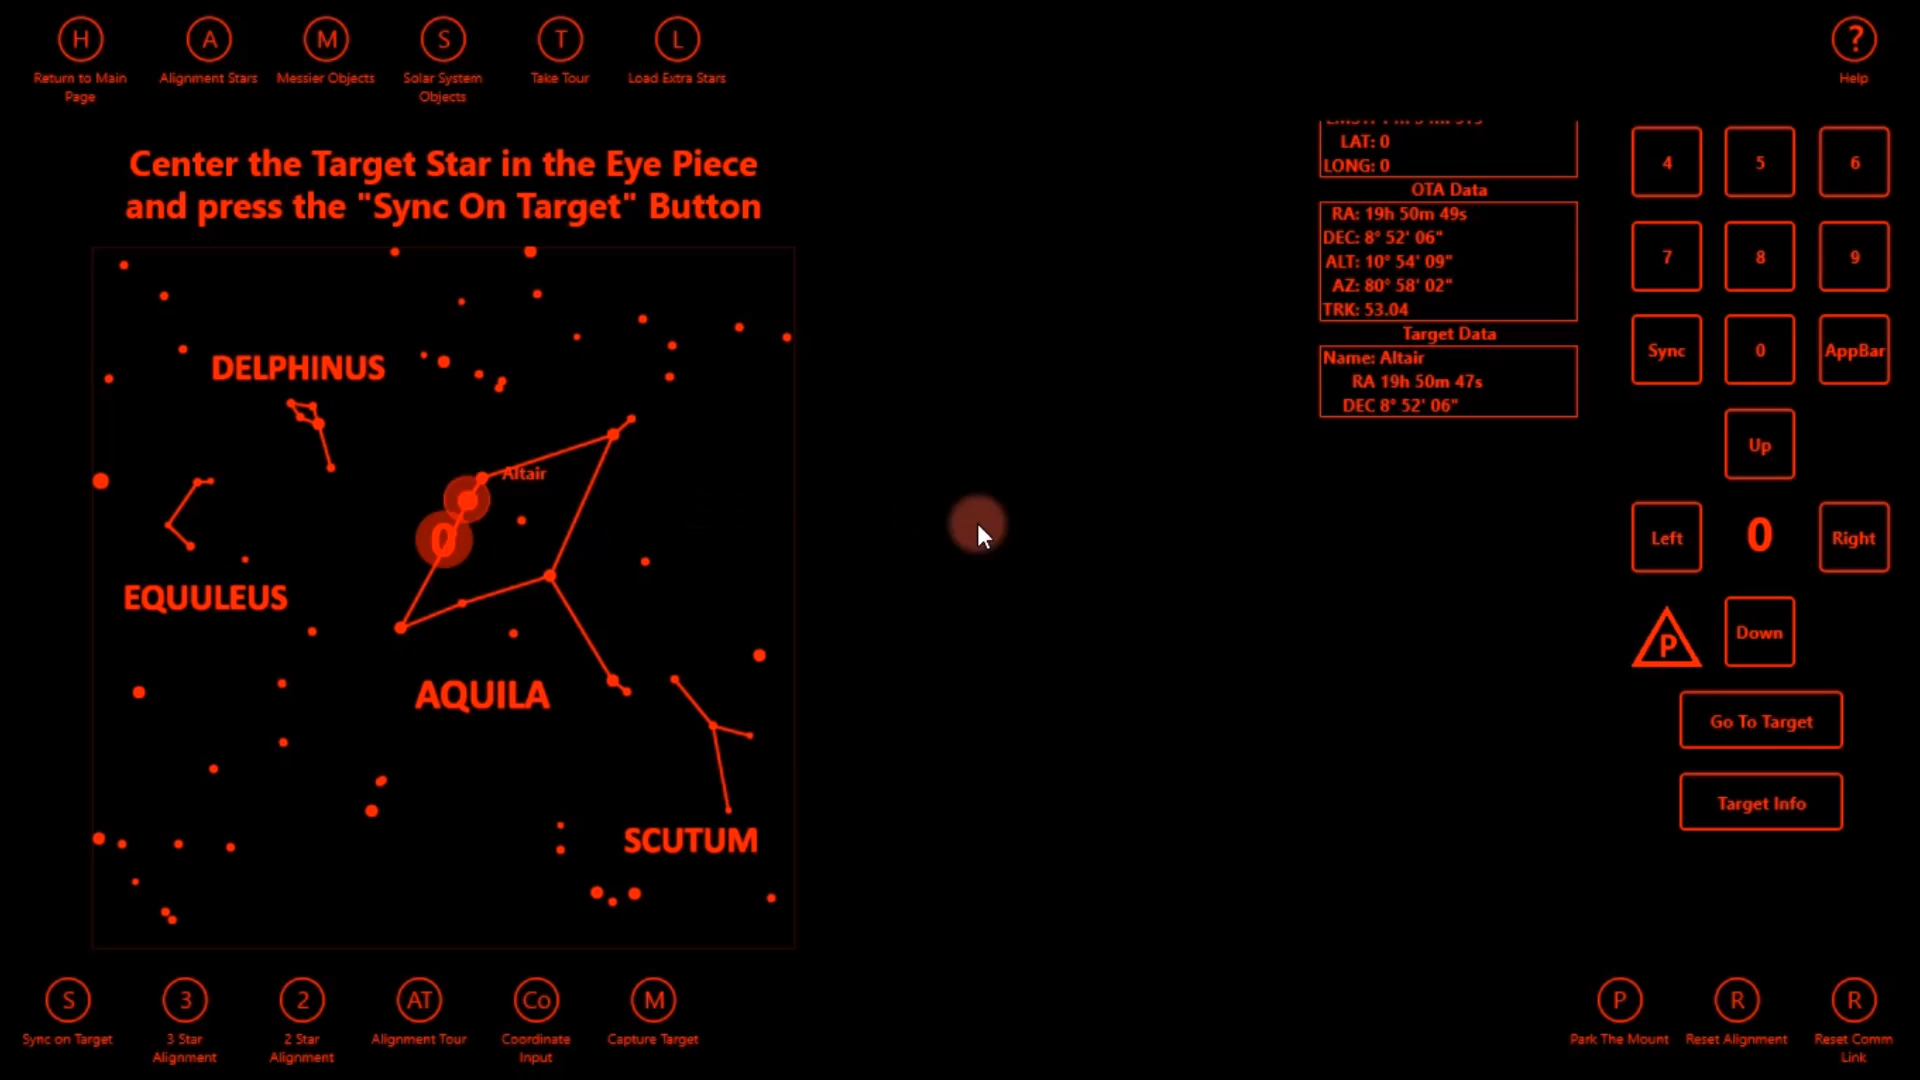 H
Return to Main
Page
A
Alignment Stars
M
Messier Objects
S
Solar System
Objects
T
Take Tour
L
Load Extra Stars
?
Help
Center the Target Star in the Eye Piece
and press the "Sync On Target" Button
DELPHINUS
Altair
0
EQUULEUS
AQUILA
SCUTUM
LAT: 0
LONG: 0
OTA Data
RA: 19h 50m 49s
DEC: 8° 52' 06"
ALT: 10° 54' 09"
AZ: 80° 58' 02"
TRK: 53.04
Target Data
Name: Altair
RA 19h 50m 47s
DEC 8° 52' 06"
4
5
6
7
8
9
Sync
0
AppBar
Up
Left
0
Right
P
Down
Go To Target
Target Info
S
Sync on Target
3
3 Star
Alignment
2
2 Star
Alignment
AT
Alignment Tour
Co
Coordinate
Input
M
Capture Target
P
Park The Mount
R
Reset Alignment
R
Reset Comm
Link